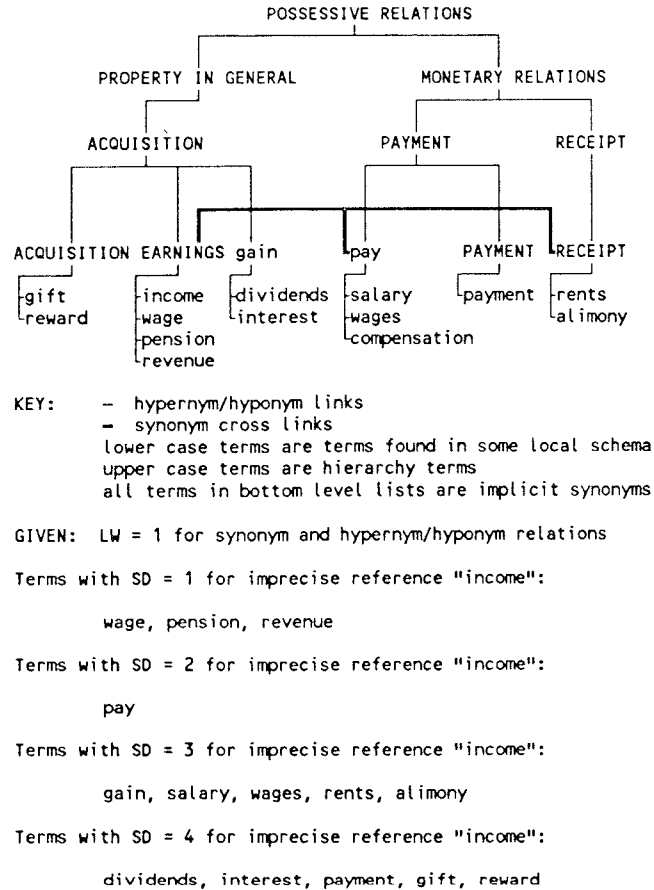 POSSESSIVE RELATIONS
PROPERTY IN GENERAL MONETARY RELATIONS
ACQUISITION PAYMENT RECEIPT
ACQUISITION EARNINGS gain pay PAYMENT RECEIPT
gift income dividends salary payment rents
reward wage interest wages alimony
pension compensation
revenue
KEY: - hypernym/hyponym links
- synonym cross links
lower case terms are terms found in some local schema
upper case terms are hierarchy terms
all terms in bottom level lists are implicit synonyms
GIVEN: LW = 1 for synonym and hypernym/hyponym relations
Terms with SD = 1 for imprecise reference "income":
wage, pension, revenue
Terms with SD = 2 for imprecise reference "income":
pay
Terms with SD = 3 for imprecise reference "income":
gain, salary, wages, rents, alimony
Terms with SD = 4 for imprecise reference "income":
dividends, interest, payment, gift, reward